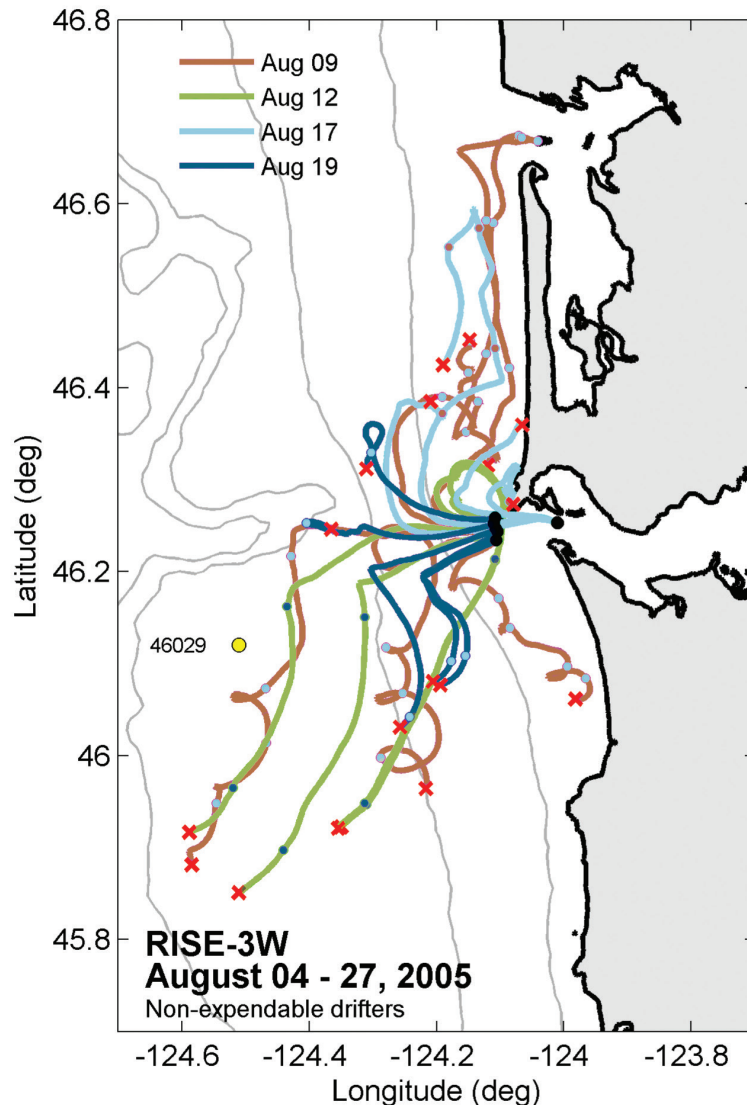 46.8
46.6
46.4
46.2
46
45.8
Latitude (deg)
Aug 09
Aug 12
Aug 17
Aug 19
46029
RISE-3W
August 04 - 27, 2005
Non-expendable drifters
-124.6 -124.4 -124.2 -124 -123.8
Longitude (deg)